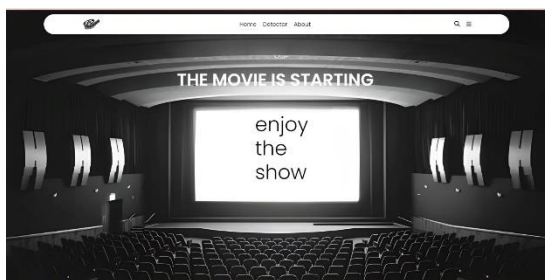 Home Detector About
THE MOVIE IS STARTING
enjoy
the
show